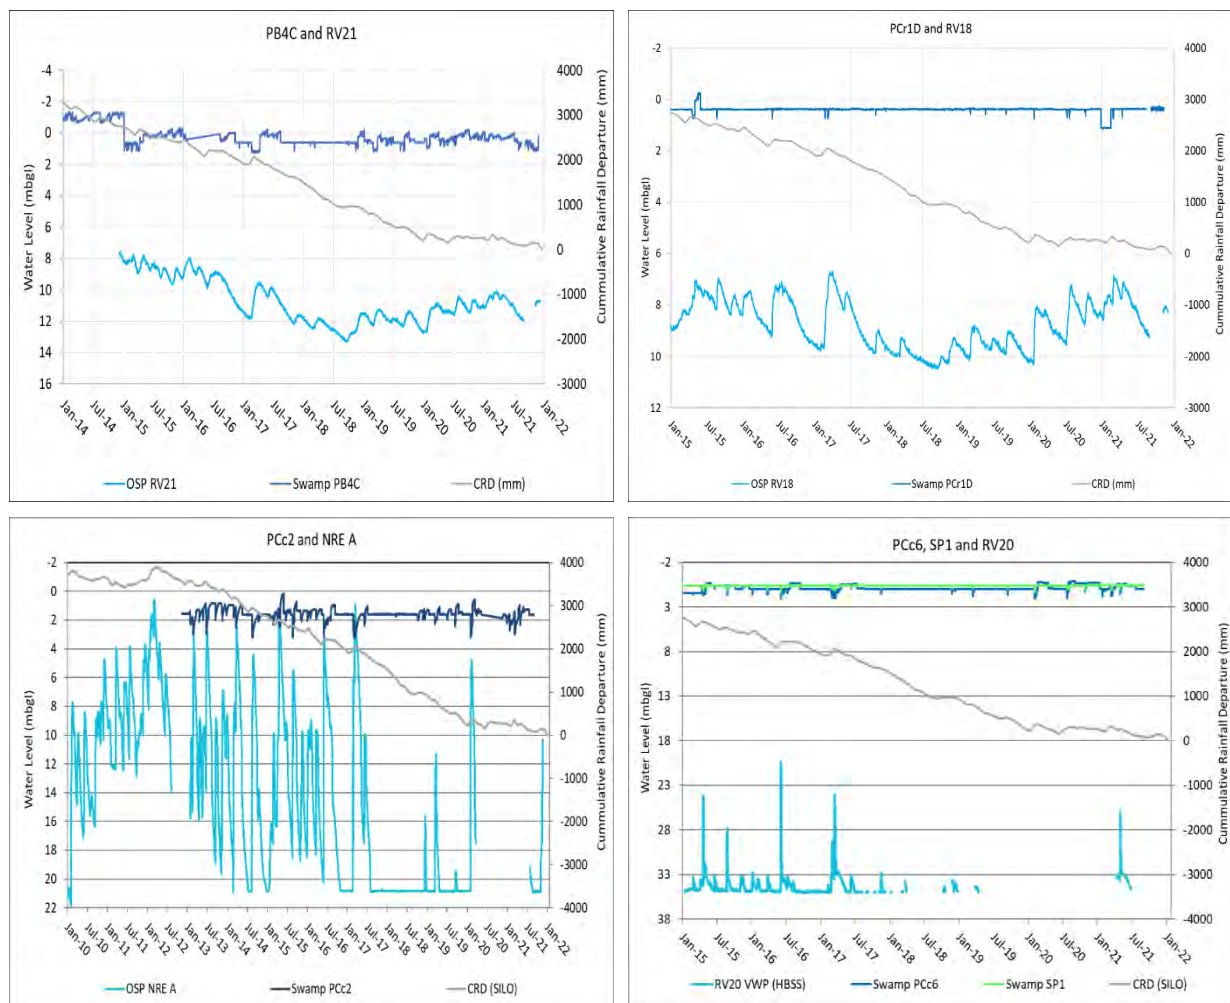 PB4C and RV21
Water Level (mbgl)
-4
-2
0
2
4
6
8
10
12
14
16
4000
3000
2000
1000
0
-1000
-2000
-3000
Cummulative Rainfall Departure (mm)
Jan-14
Jul-14
Jan-15
Jul-15
Jan-16
Jul-16
Jan-17
Jul-17
Jan-18
Jul-18
Jan-19
Jul-19
Jan-20
Jul-20
Jan-21
Jul-21
Jan-22
OSP RV21 Swamp PB4C CRD (mm)
PCr1D and RV18
Water Level (mbgl)
-2
0
2
4
6
8
10
12
4000
3000
2000
1000
0
-1000
-2000
-3000
Cummulative Rainfall Departure (mm)
Jan-15
Jul-15
Jan-16
Jul-16
Jan-17
Jul-17
Jan-18
Jul-18
Jan-19
Jul-19
Jan-20
Jul-20
Jan-21
Jul-21
Jan-22
OSP RV18 Swamp PCr1D CRD (mm)
PCc2 and NRE A
Water Level (mbgl)
-2
0
2
4
6
8
10
12
14
16
18
20
22
4000
3000
2000
1000
0
-1000
-2000
-3000
-4000
Cummulative Rainfall Departure (mm)
Jan-10
Jul-10
Jan-11
Jul-11
Jan-12
Jul-12
Jan-13
Jul-13
Jan-14
Jul-14
Jan-15
Jul-15
Jan-16
Jul-16
Jan-17
Jul-17
Jan-18
Jul-18
Jan-19
Jul-19
Jan-20
Jul-20
Jan-21
Jul-21
Jan-22
OSP NRE A Swamp PCc2 CRD (SILO)
PCc6, SP1 and RV20
Water Level (mbgl)
-2
3
8
13
18
23
28
33
38
4000
3000
2000
1000
0
-1000
-2000
-3000
-4000
Cummulative Rainfall Departure (mm)
Jan-15
Jul-15
Jan-16
Jul-16
Jan-17
Jul-17
Jan-18
Jul-18
Jan-19
Jul-19
Jan-20
Jul-20
Jan-21
Jul-21
Jan-22
RV20 VWP (HBSS) Swamp PCc6 Swamp SP1 CRD (SILO)